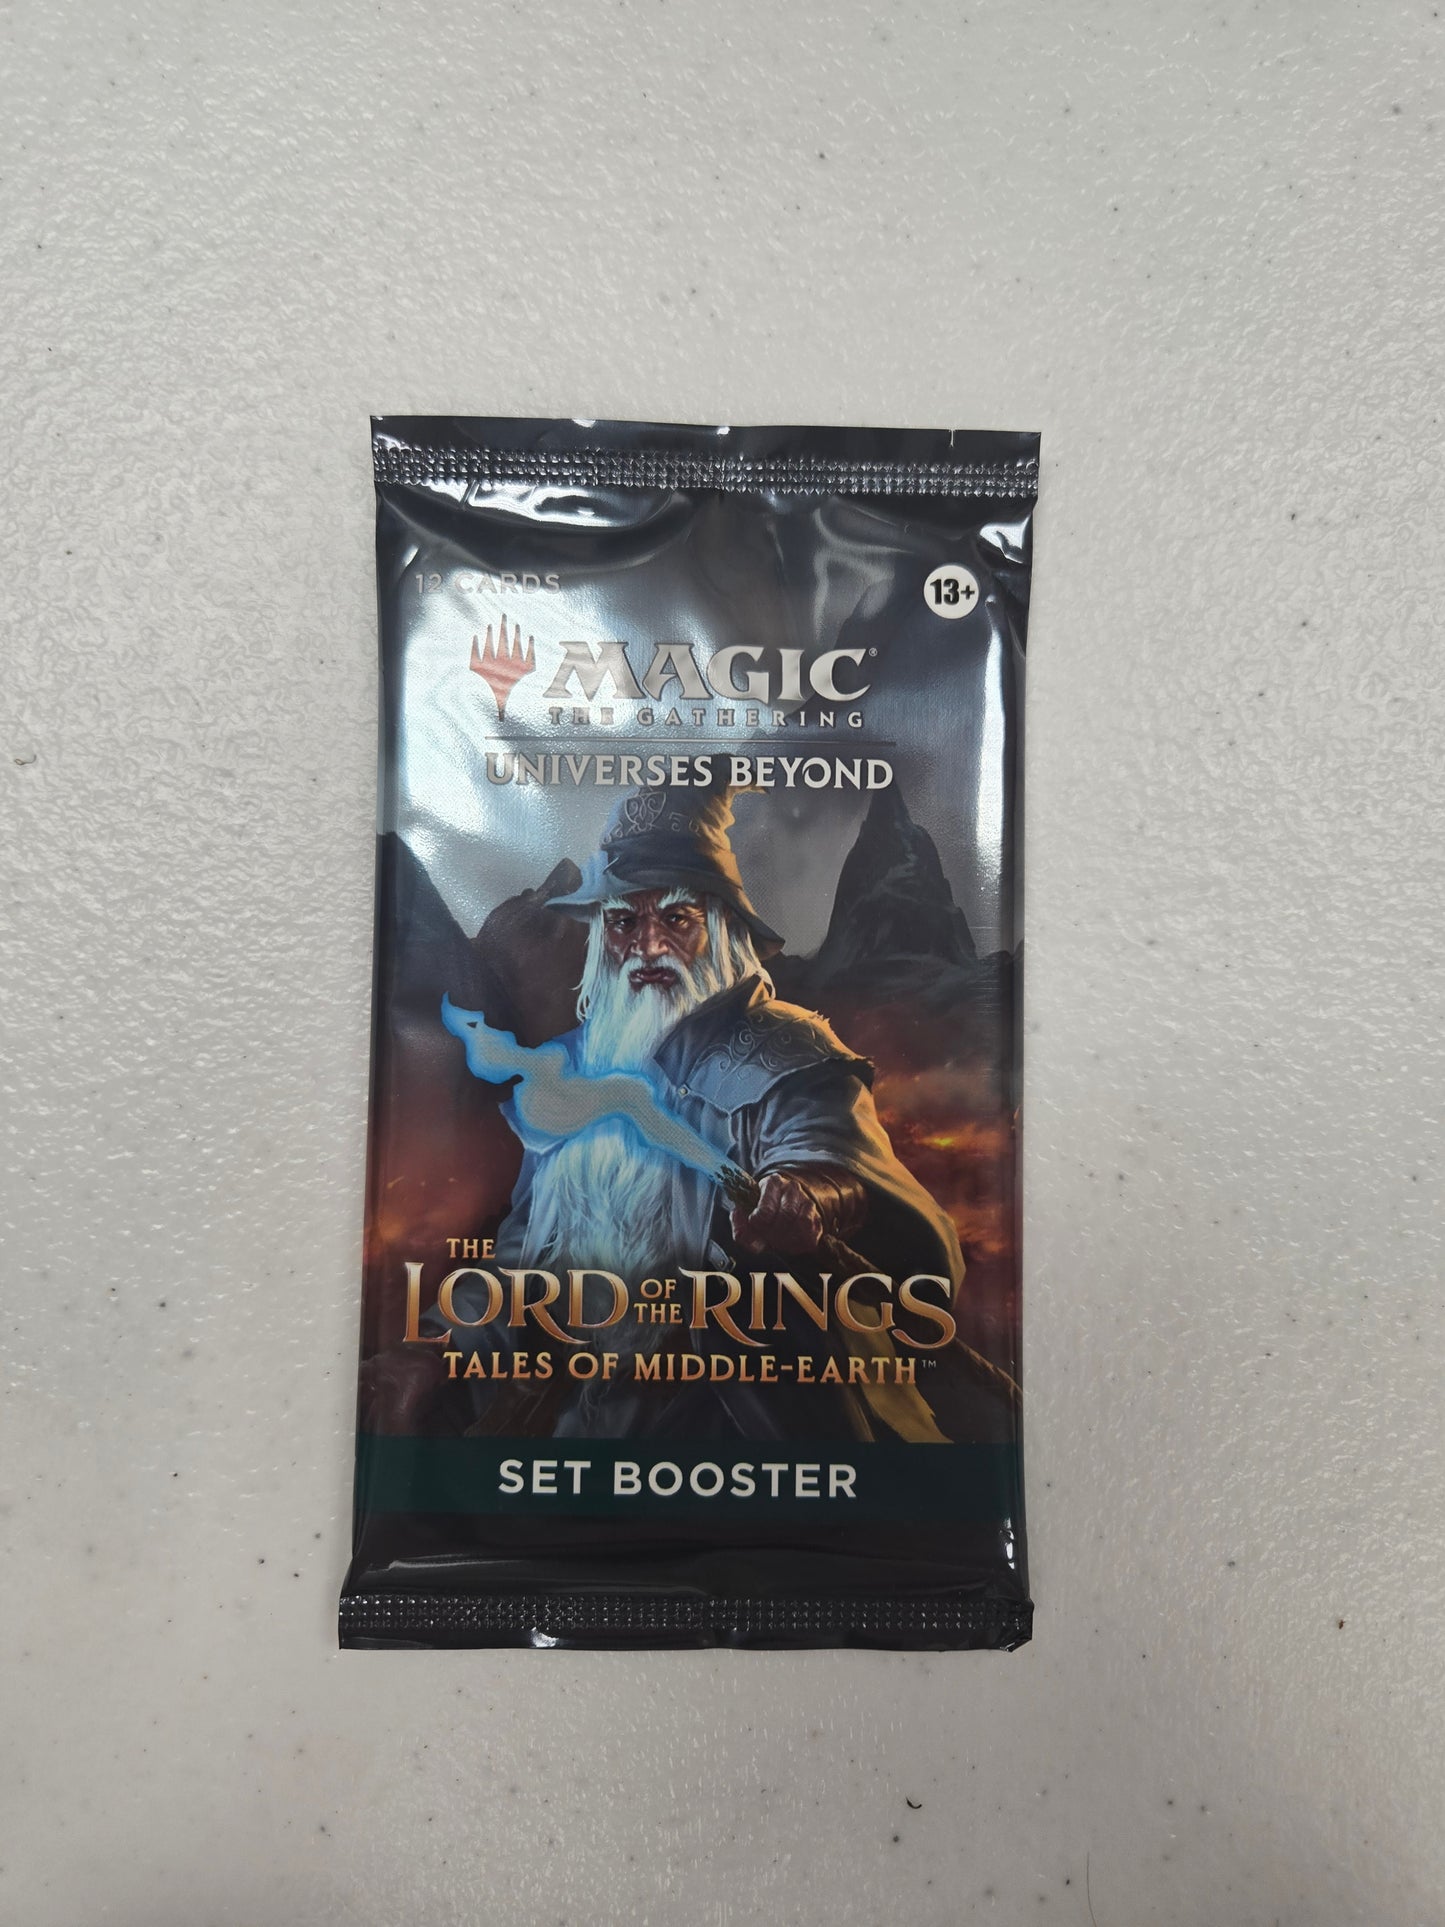 12 CARDS
13+
MAGIC®
THE GATHERING
UNIVERSES BEYOND
THE
LORD OF THE RINGS
TALES OF MIDDLE-EARTH™
SET BOOSTER